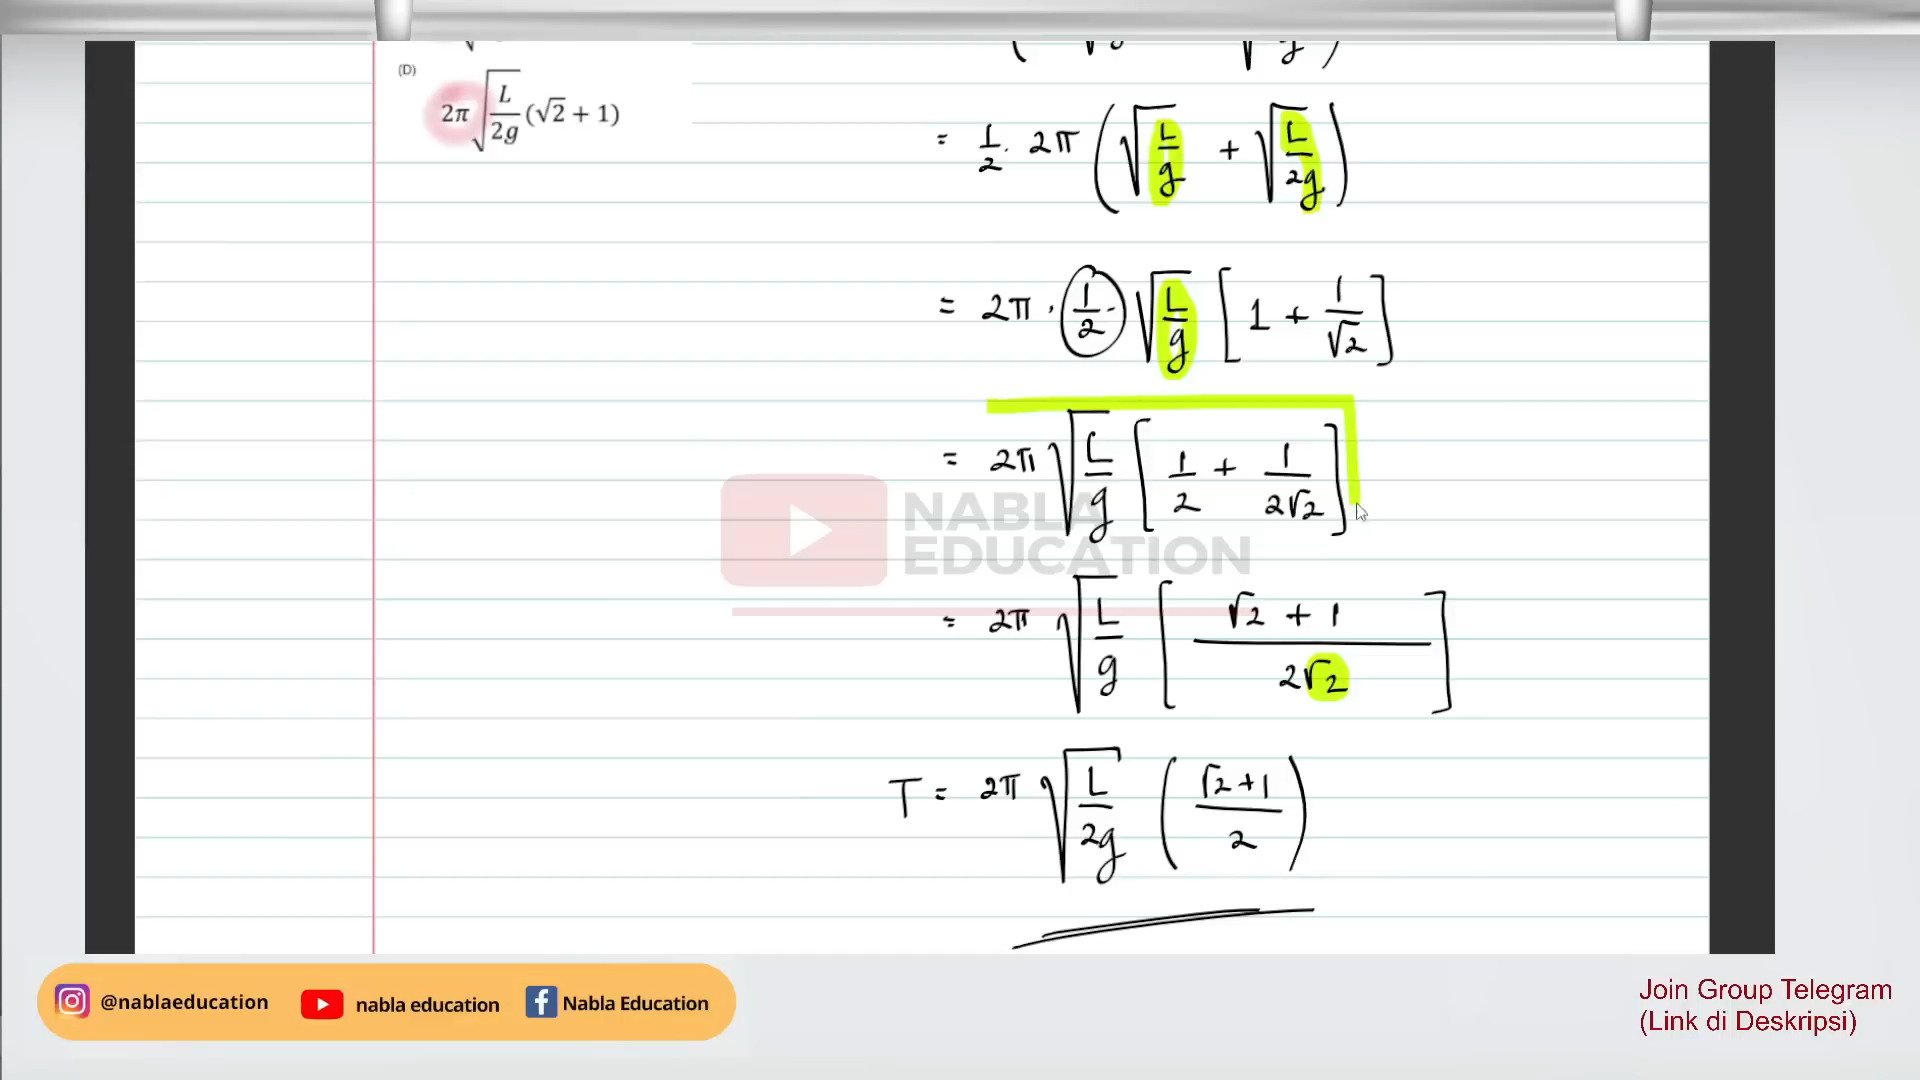 (D)
2π√(L/2g) (√2 + 1)
= 1/2 . 2π (√(L/g) + √(L/2g))
= 2π . 1/2 . √(L/g) [1 + 1/√2]
= 2π √(L/g) [1/2 + 1/2√2]
= 2π √(L/g) [(√2 + 1)/2√2]
T = 2π √(L/2g) ((√2+1)/2)
NABLA
EDUCATION
@nablaeducation
nabla education
Nabla Education
Join Group Telegram
(Link di Deskripsi)